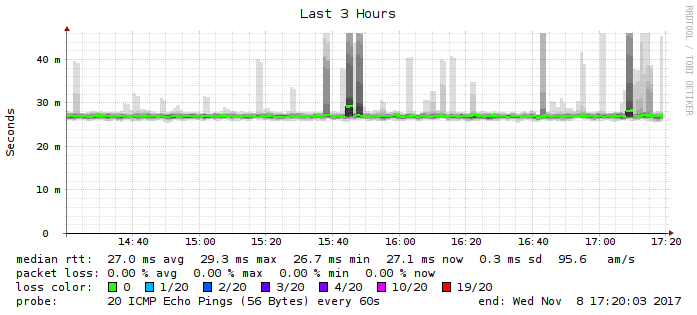 Last 3 Hours
RRDTOOL / TOBI OETIKER
Seconds
40 m
30 m
20 m
10 m
0
14:40 15:00 15:20 15:40 16:00 16:20 16:40 17:00 17:20
median rtt: 27.0 ms avg 29.3 ms max 26.7 ms min 27.1 ms now 0.3 ms sd 95.6 am/s
packet loss: 0.00 % avg 0.00 % max 0.00 % min 0.00 % now
loss color: 0 1/20 2/20 3/20 4/20 10/20 19/20
probe: 20 ICMP Echo Pings (56 Bytes) every 60s end: Wed Nov 8 17:20:03 2017